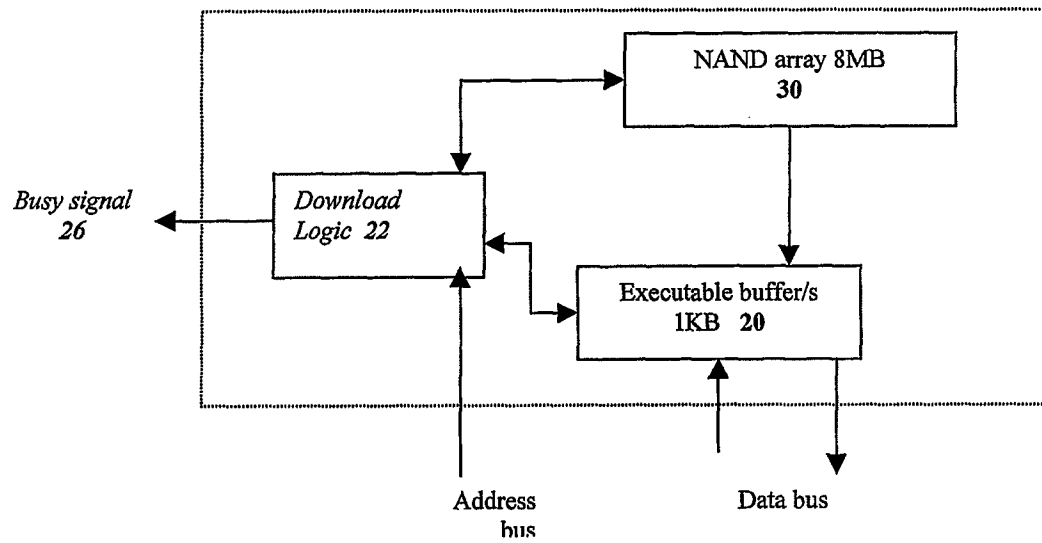 NAND array 8MB
30
Busy signal
26
Download
Logic 22
Executable buffer/s
1KB 20
Address
bus
Data bus